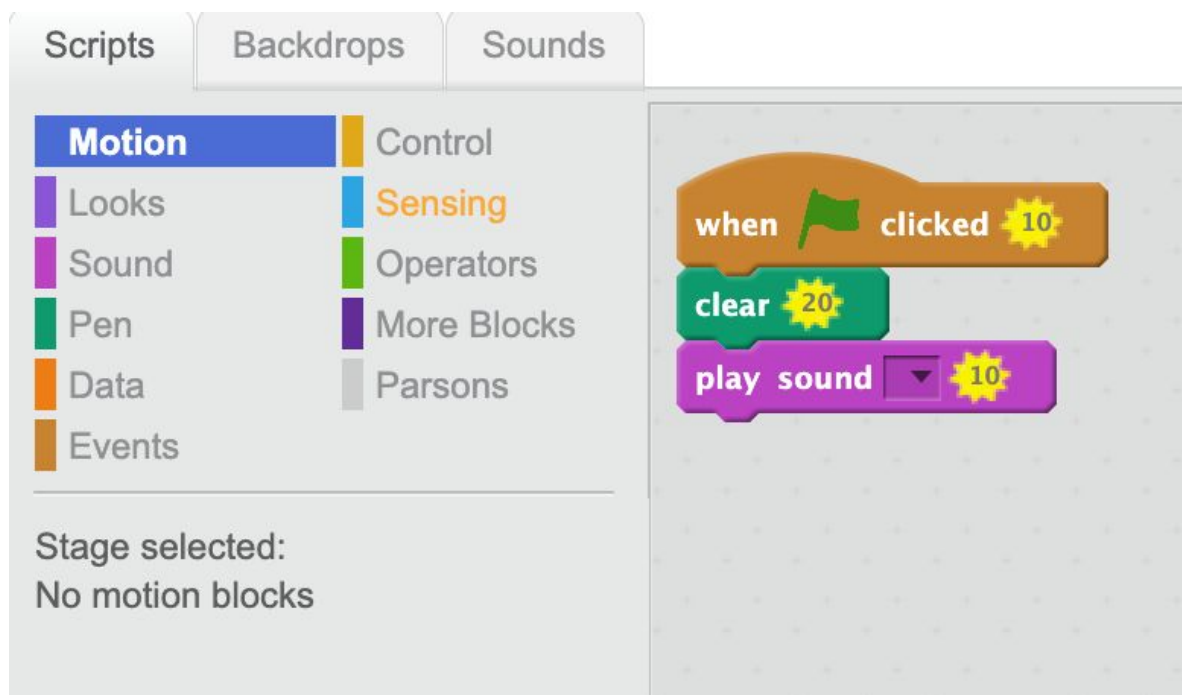 Scripts Backdrops Sounds
Motion Control
Looks Sensing
Sound Operators
Pen More Blocks
Data Parsons
Events
Stage selected:
No motion blocks
when clicked 10
clear 20
play sound 10